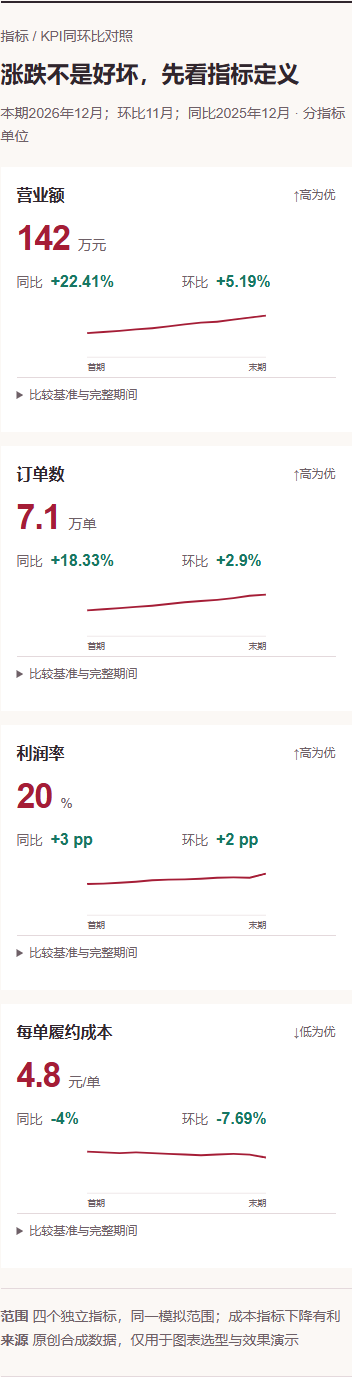 指标 / KPI同环比对照
涨跌不是好坏，先看指标定义
本期2026年12月；环比11月；同比2025年12月 · 分指标
单位
营业额 ↑高为优
142 万元
同比 +22.41% 环比 +5.19%
首期 末期
▶ 比较基准与完整期间
订单数 ↑高为优
7.1 万单
同比 +18.33% 环比 +2.9%
首期 末期
▶ 比较基准与完整期间
利润率 ↑高为优
20 %
同比 +3 pp 环比 +2 pp
首期 末期
▶ 比较基准与完整期间
每单履约成本 ↓低为优
4.8 元/单
同比 -4% 环比 -7.69%
首期 末期
▶ 比较基准与完整期间
范围 四个独立指标，同一模拟范围；成本指标下降有利
来源 原创合成数据，仅用于图表选型与效果演示